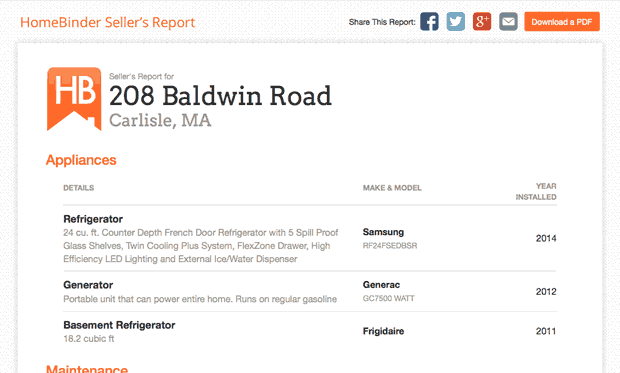 HomeBinder Seller's Report
Share This Report:
Download a PDF
HB
Seller's Report for
208 Baldwin Road
Carlisle, MA
Appliances
DETAILS MAKE & MODEL YEAR INSTALLED
Refrigerator
24 cu. ft. Counter Depth French Door Refrigerator with 5 Spill Proof
Glass Shelves, Twin Cooling Plus System, FlexZone Drawer, High
Efficiency LED Lighting and External Ice/Water Dispenser
Samsung
RF24FSEDBSR
2014
Generator
Portable unit that can power entire home. Runs on regular gasoline
Generac
GC7500 WATT
2012
Basement Refrigerator
18.2 cubic ft
Frigidaire
2011
Maintenance